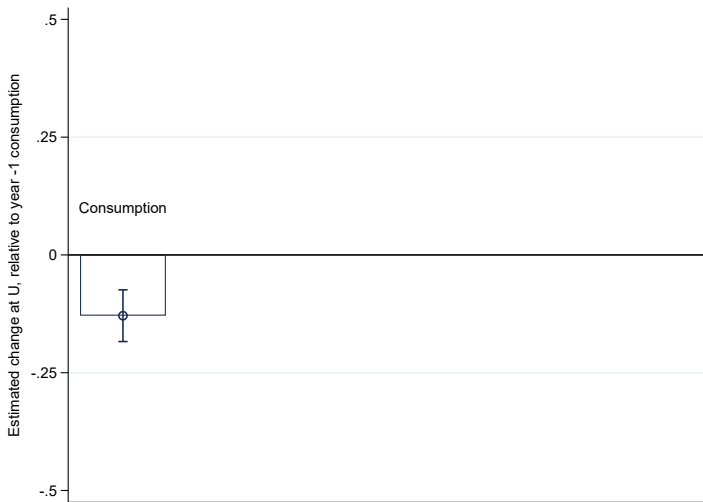 Estimated change at U, relative to year -1 consumption
.5
.25
Consumption
0
-.25
-.5